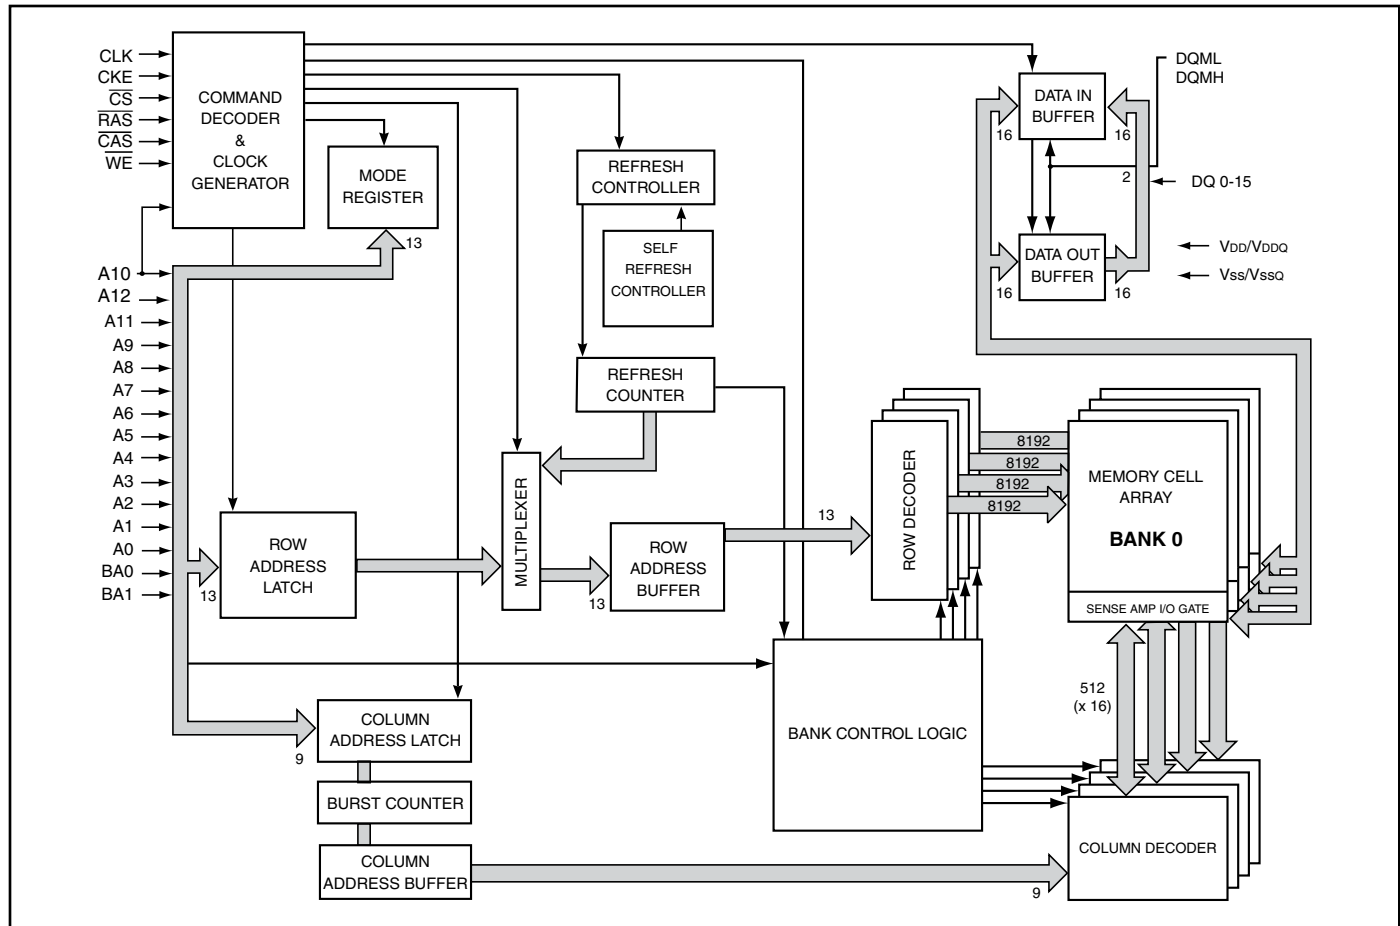 CLK
CKE
CS
RAS
CAS
WE
COMMAND
DECODER
&
CLOCK
GENERATOR
MODE
REGISTER
13
REFRESH
CONTROLLER
SELF
REFRESH
CONTROLLER
REFRESH
COUNTER
DATA IN
BUFFER
16
16
DQML
DQMH
2
DQ 0-15
DATA OUT
BUFFER
16
16
VDD/VDDQ
Vss/VssQ
A10
A12
A11
A9
A8
A7
A6
A5
A4
A3
A2
A1
A0
BA0
BA1
13
ROW
ADDRESS
LATCH
MULTIPLEXER
13
ROW
ADDRESS
BUFFER
13
ROW DECODER
8192
8192
8192
8192
MEMORY CELL
ARRAY
BANK 0
SENSE AMP I/O GATE
512
(x 16)
BANK CONTROL LOGIC
9
COLUMN
ADDRESS LATCH
BURST COUNTER
COLUMN
ADDRESS BUFFER
9
COLUMN DECODER